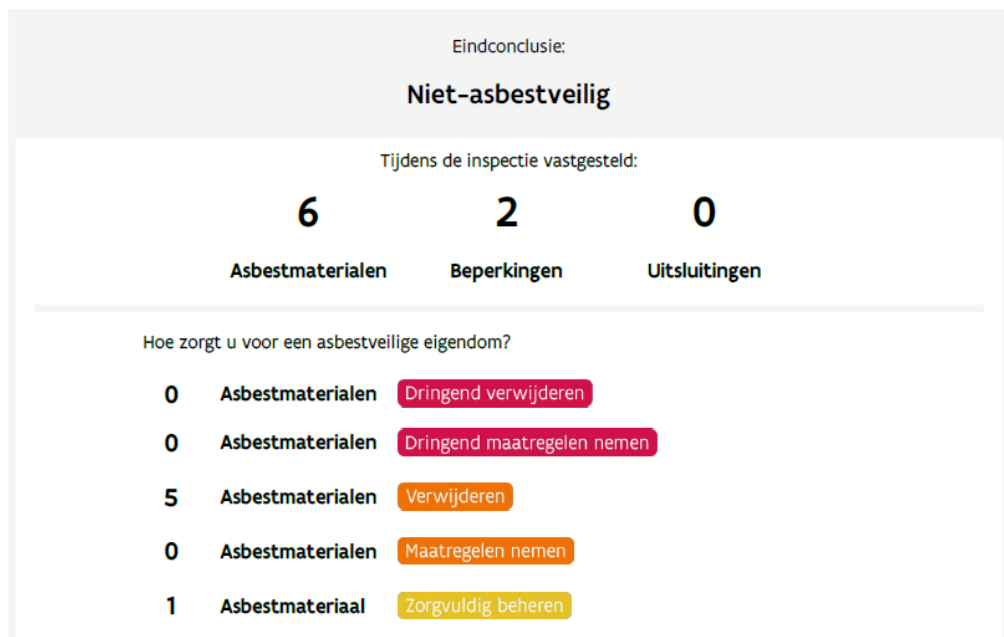 Eindconclusie:
Niet-asbestveilig
Tijdens de inspectie vastgesteld:
6 2 0
Asbestmaterialen Beperkingen Uitsluitingen
Hoe zorgt u voor een asbestveilige eigendom?
0 Asbestmaterialen Dringend verwijderen
0 Asbestmaterialen Dringend maatregelen nemen
5 Asbestmaterialen Verwijderen
0 Asbestmaterialen Maatregelen nemen
1 Asbestmateriaal Zorgvuldig beheren